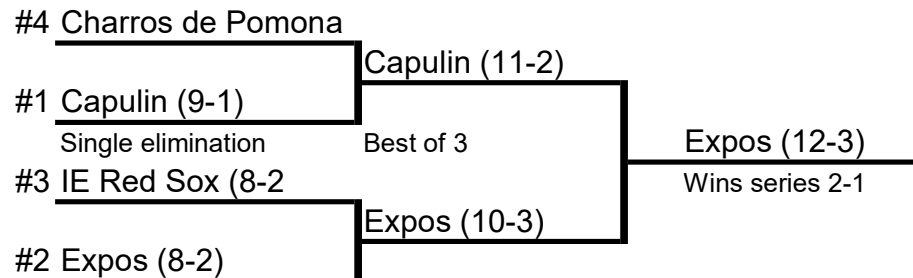 #4 Charros de Pomona
Capulin (11-2)
#1 Capulin (9-1)
Single elimination
Best of 3
Expos (12-3)
#3 IE Red Sox (8-2
Wins series 2-1
Expos (10-3)
#2 Expos (8-2)